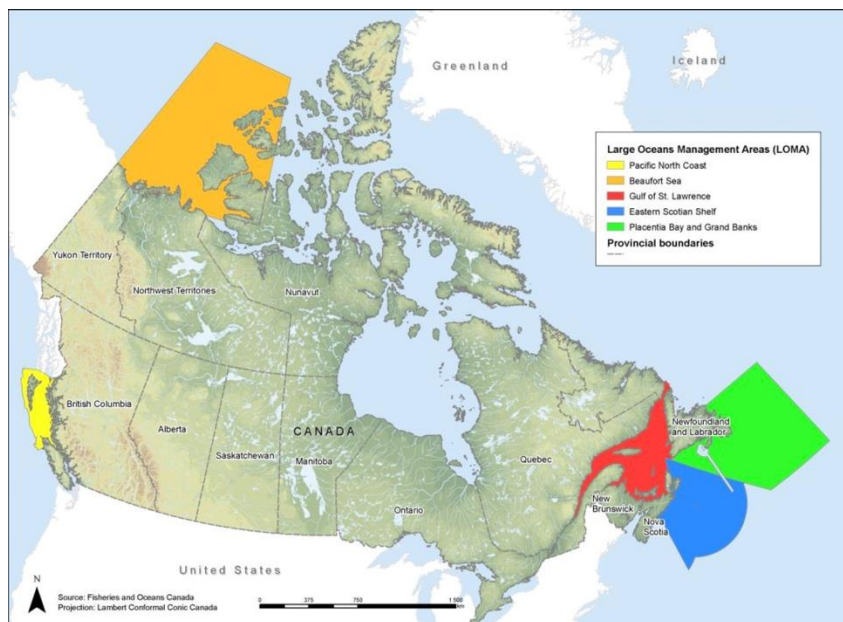 Greenland
Iceland
Large Oceans Management Areas (LOMA)
Pacific North Coast
Beaufort Sea
Gulf of St. Lawrence
Eastern Scotian Shelf
Placentia Bay and Grand Banks
Provincial boundaries
Yukon Territory
Northwest Territories
Nunavut
British Columbia
Alberta
Saskatchewan
CANADA
Manitoba
Ontario
Quebec
Newfoundland
and Labrador
New
Brunswick
Nova
Scotia
United States
N
Source: Fisheries and Oceans Canada
Projection: Lambert Conformal Conic Canada
0 375 750 1 500
km